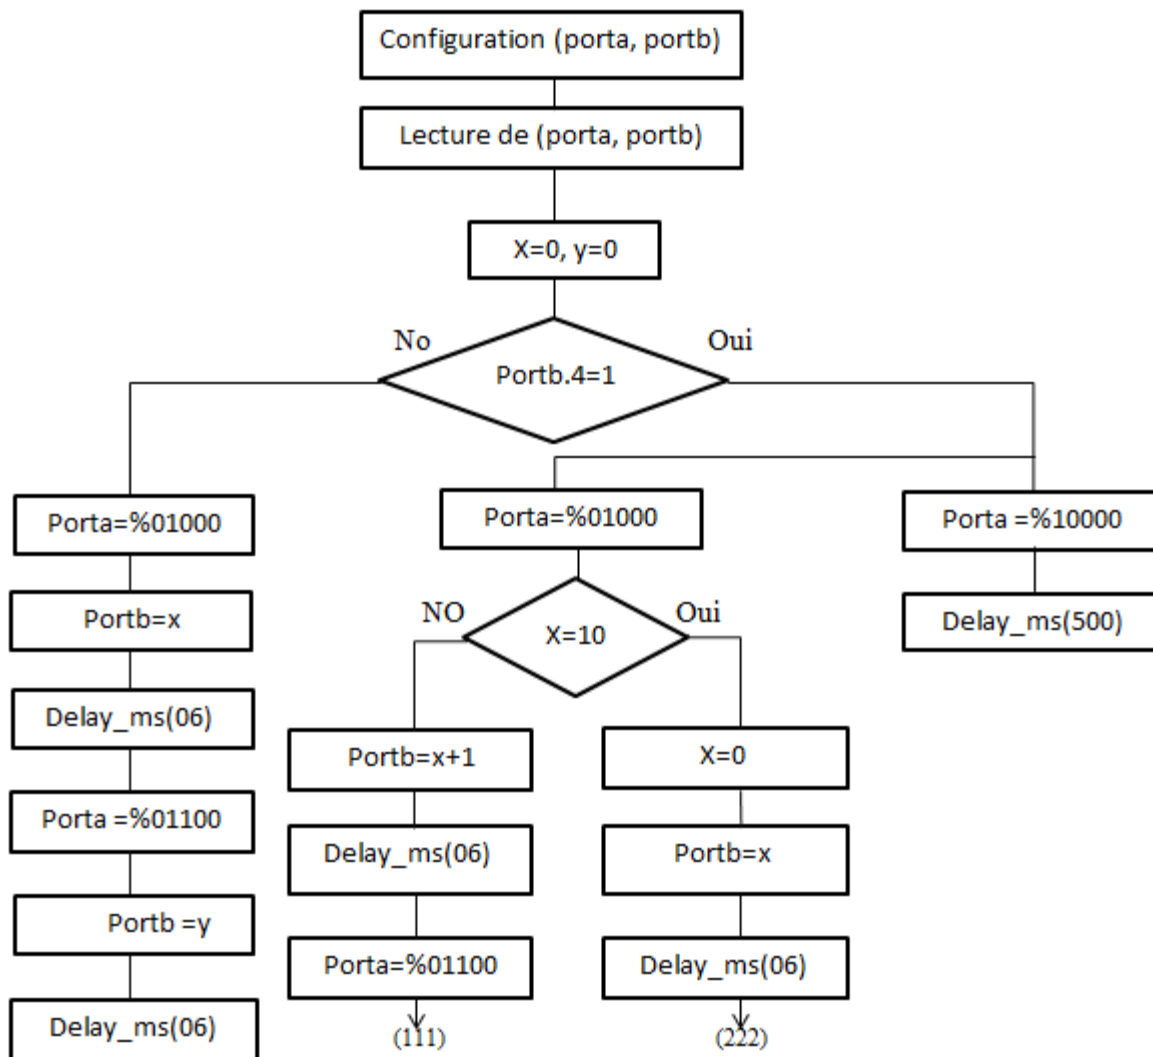 Configuration (porta, portb)
Lecture de (porta, portb)
X=0, y=0
No
Oui
Portb.4=1
Porta=%01000
Porta=%01000
Porta =%10000
Portb=x
NO
Oui
X=10
Delay_ms(500)
Delay_ms(06)
Portb=x+1
X=0
Porta =%01100
Delay_ms(06)
Portb=x
Portb =y
Porta=%01100
Delay_ms(06)
Delay_ms(06)
(111)
(222)